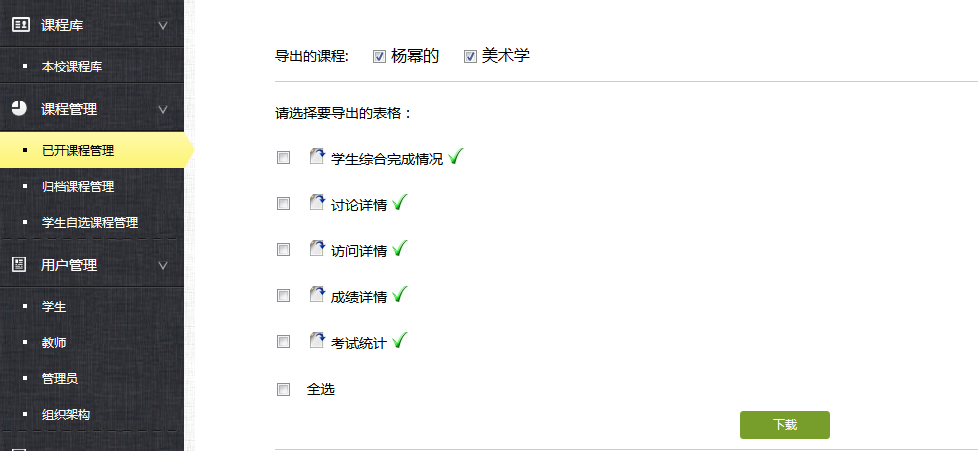 课程库
本校课程库
课程管理
已开课程管理
归档课程管理
学生自选课程管理
用户管理
学生
教师
管理员
组织架构
导出的课程: 杨幂的 美术学
请选择要导出的表格：
学生综合完成情况
讨论详情
访问详情
成绩详情
考试统计
全选
下载